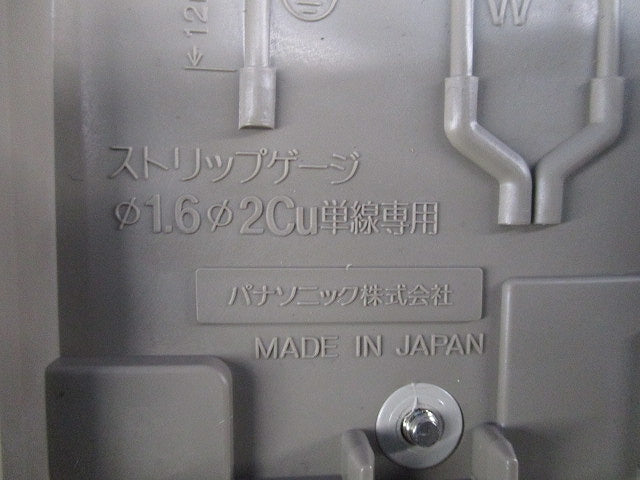 W
ストリップゲージ
φ1.6φ2Cu単線専用
パナソニック株式会社
MADE IN JAPAN